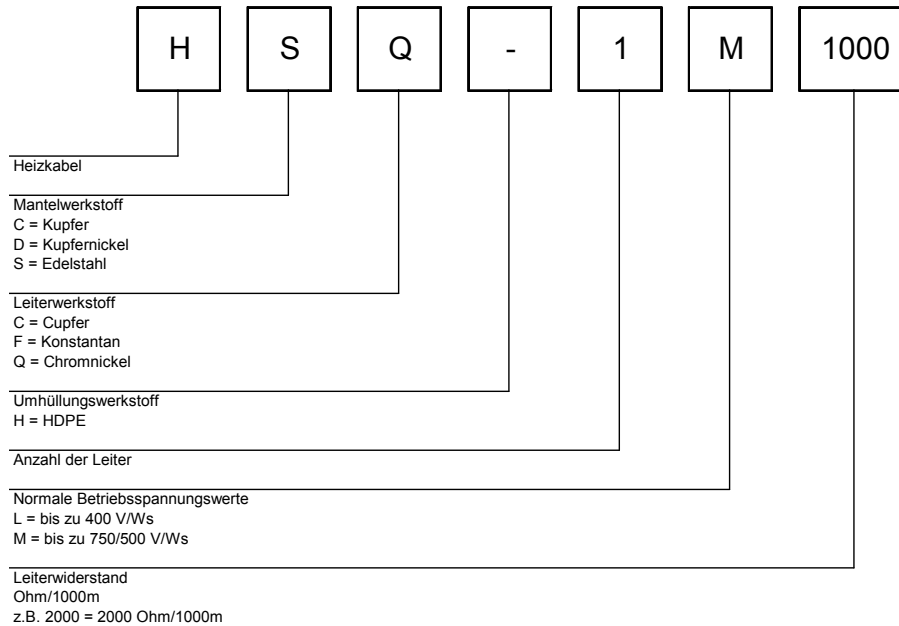 H S Q - 1 M 1000
Heizkabel
Mantelwerkstoff
C = Kupfer
D = Kupfernickel
S = Edelstahl
Leiterwerkstoff
C = Cupfer
F = Konstantan
Q = Chromnickel
Umhüllungswerkstoff
H = HDPE
Anzahl der Leiter
Normale Betriebsspannungswerte
L = bis zu 400 V/Ws
M = bis zu 750/500 V/Ws
Leiterwiderstand
Ohm/1000m
z.B. 2000 = 2000 Ohm/1000m